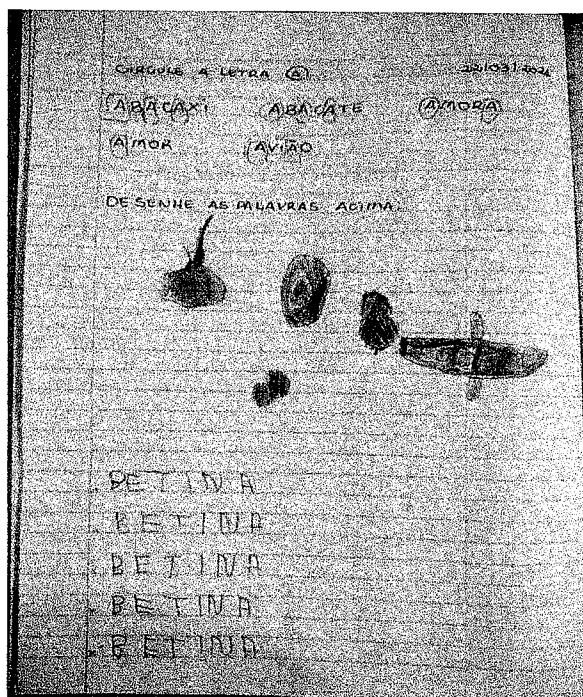 CIRCULE A LETRA A
ABACAXI ABACATE AMORA
AMOR AVIÃO
DESENHE AS PALAVRAS ACIMA:
BETINA
BETINA
BETINA
BETINA
BETINA